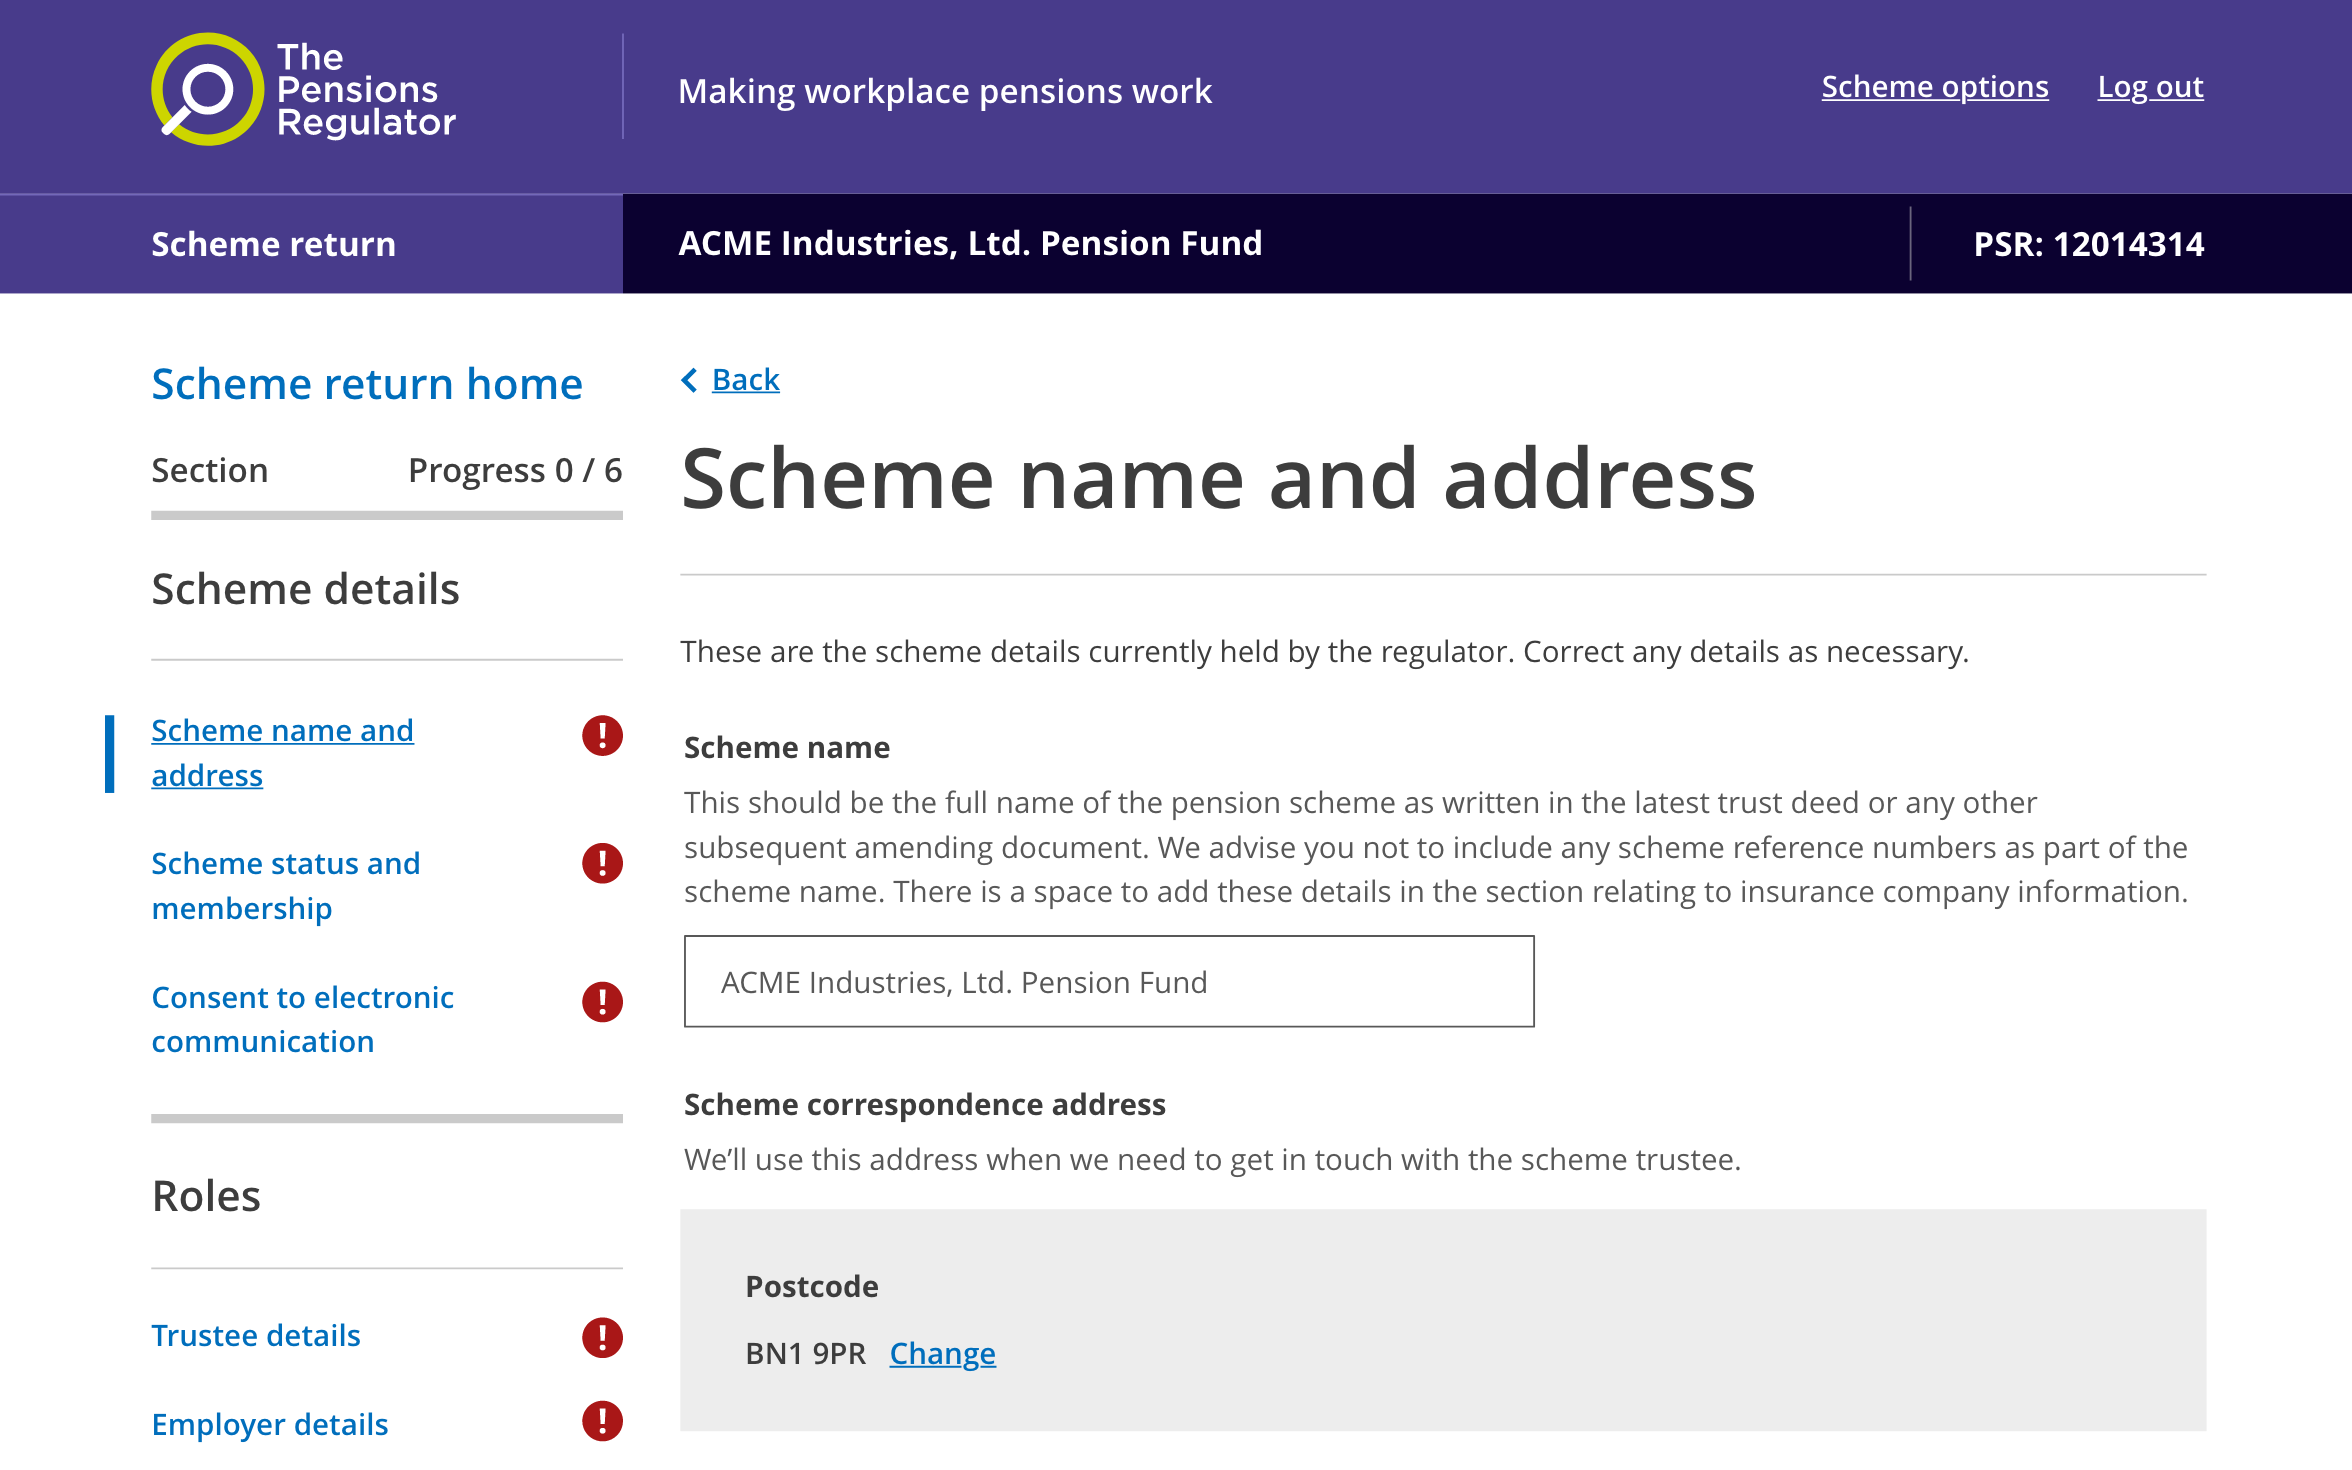 The
Pensions
Regulator
Making workplace pensions work
Scheme options
Log out
Scheme return
ACME Industries, Ltd. Pension Fund
PSR: 12014314
Scheme return home
Section
Progress 0 / 6
Scheme details
Scheme name and
address
Scheme status and
membership
Consent to electronic
communication
Roles
Trustee details
Employer details
Back
Scheme name and address
These are the scheme details currently held by the regulator. Correct any details as necessary.
Scheme name
This should be the full name of the pension scheme as written in the latest trust deed or any other
subsequent amending document. We advise you not to include any scheme reference numbers as part of the
scheme name. There is a space to add these details in the section relating to insurance company information.
ACME Industries, Ltd. Pension Fund
Scheme correspondence address
We’ll use this address when we need to get in touch with the scheme trustee.
Postcode
BN1 9PR Change